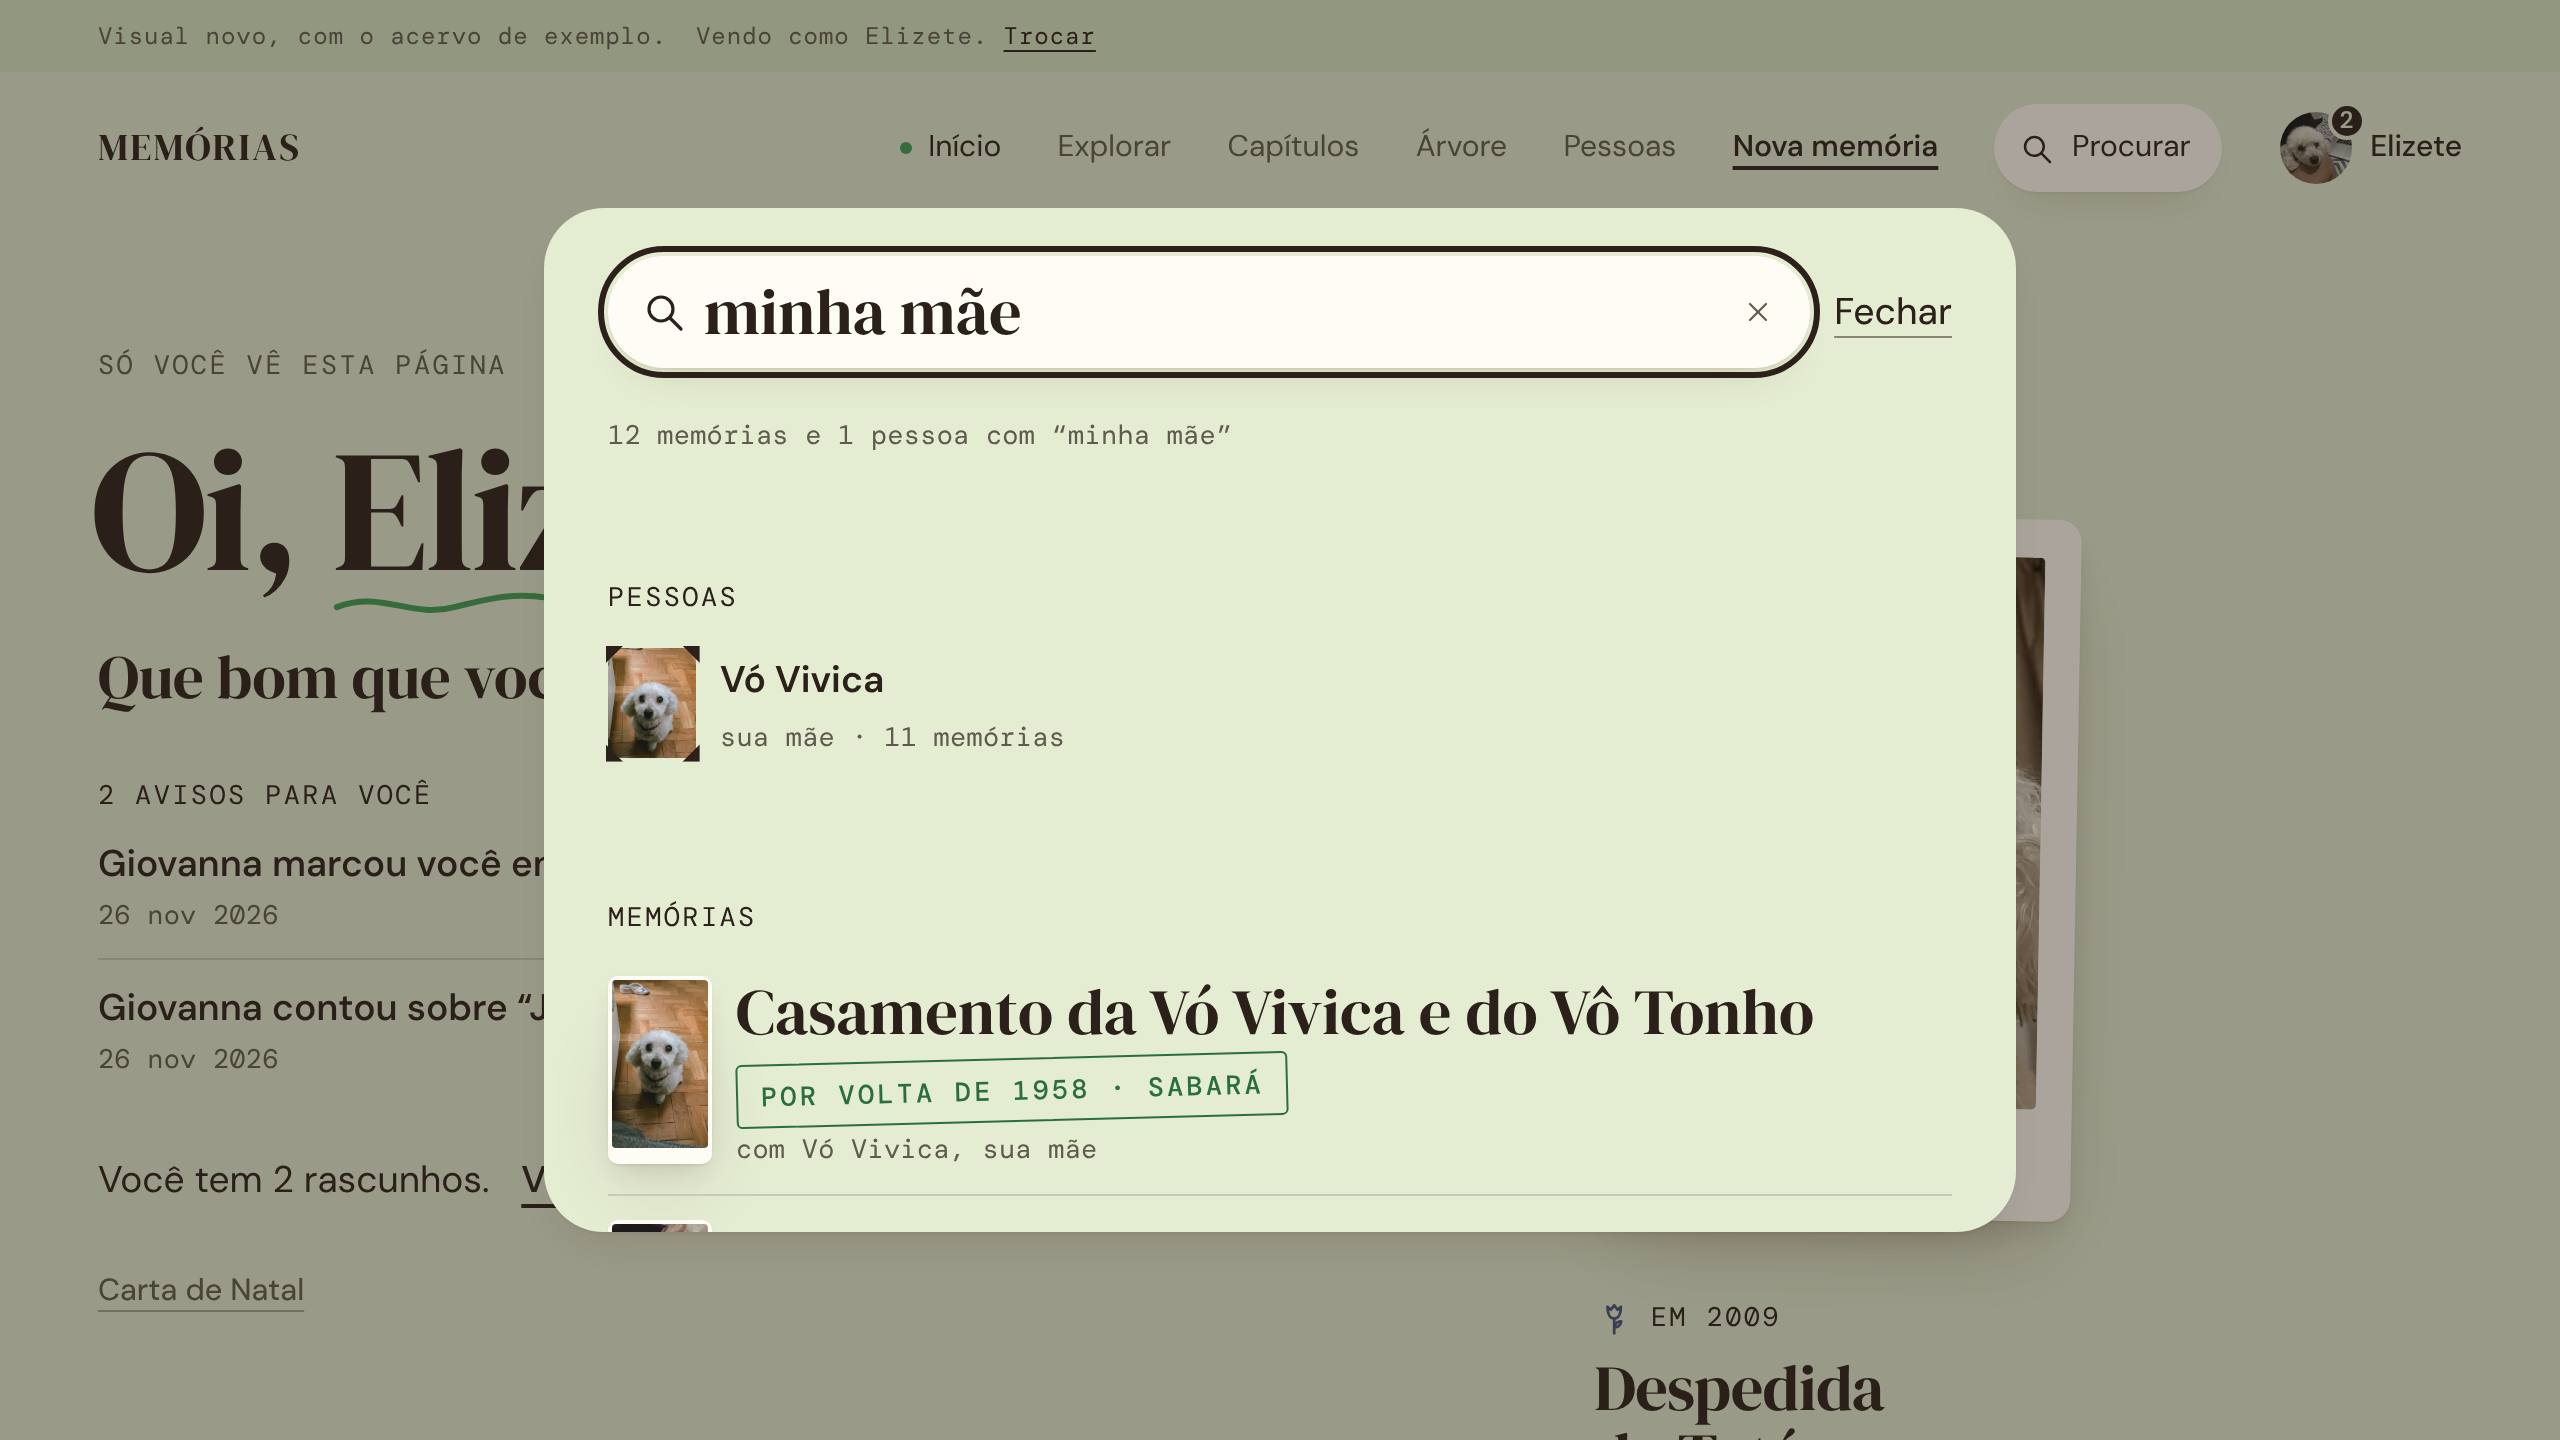 Visual novo, com o acervo de exemplo. Vendo como Elizete. Trocar
MEMÓRIAS
Início Explorar Capítulos Árvore Pessoas Nova memória Procurar 2 Elizete
minha mãe
Fechar
12 memórias e 1 pessoa com “minha mãe”
PESSOAS
Vó Vivica
sua mãe · 11 memórias
MEMÓRIAS
Casamento da Vó Vivica e do Vô Tonho
POR VOLTA DE 1958 · SABARÁ
com Vó Vivica, sua mãe
SÓ VOCÊ VÊ ESTA PÁGINA
Oi,
Que bom que
2 AVISOS PARA VOCÊ
Giovanna marcou você
26 nov 2026
Giovanna contou sobre
26 nov 2026
Você tem 2 rascunhos.
Carta de Natal
EM 2009
Despedida